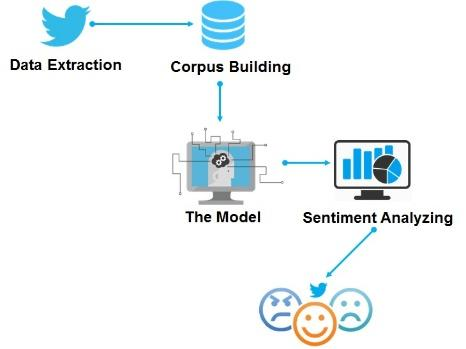 Data Extraction
Corpus Building
The Model
Sentiment Analyzing